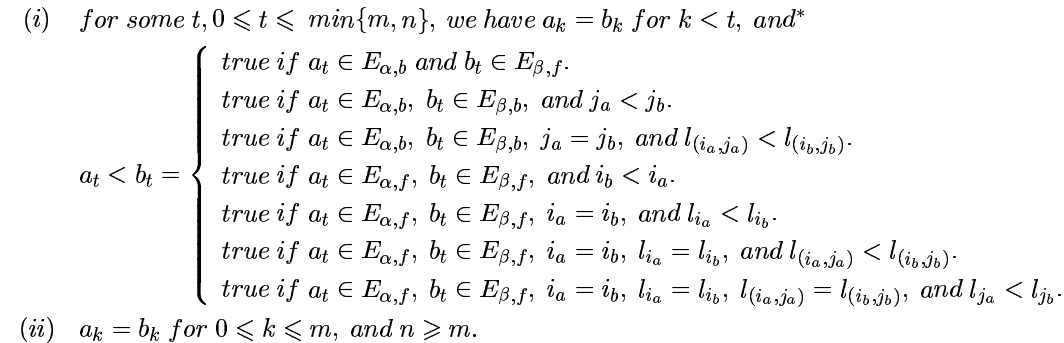 (i) for some t, 0 ⩽ t ⩽ min{m, n}, we have a_k = b_k for k < t, and*
true if a_t ∈ E_{α,b} and b_t ∈ E_{β,f}.
true if a_t ∈ E_{α,b}, b_t ∈ E_{β,b}, and j_a < j_b.
true if a_t ∈ E_{α,b}, b_t ∈ E_{β,b}, j_a = j_b, and l_{(i_a,j_a)} < l_{(i_b,j_b)}.
a_t < b_t = { true if a_t ∈ E_{α,f}, b_t ∈ E_{β,f}, and i_b < i_a.
true if a_t ∈ E_{α,f}, b_t ∈ E_{β,f}, i_a = i_b, and l_{i_a} < l_{i_b}.
true if a_t ∈ E_{α,f}, b_t ∈ E_{β,f}, i_a = i_b, l_{i_a} = l_{i_b}, and l_{(i_a,j_a)} < l_{(i_b,j_b)}.
true if a_t ∈ E_{α,f}, b_t ∈ E_{β,f}, i_a = i_b, l_{i_a} = l_{i_b}, l_{(i_a,j_a)} = l_{(i_b,j_b)}, and l_{j_a} < l_{j_b}.
(ii) a_k = b_k for 0 ⩽ k ⩽ m, and n ⩾ m.